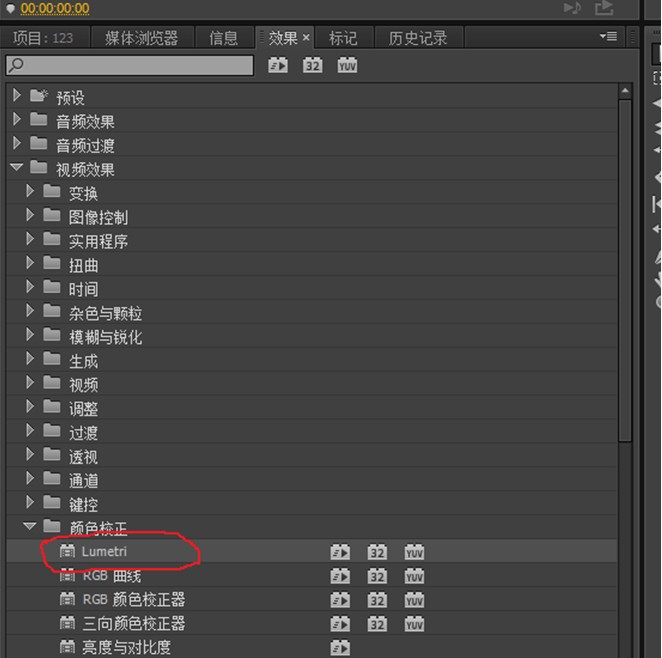 00:00:00:00
项目: 123 媒体浏览器 信息 效果 × 标记 历史记录
32 YUV
预设
音频效果
音频过渡
视频效果
变换
图像控制
实用程序
扭曲
时间
杂色与颗粒
模糊与锐化
生成
视频
调整
过渡
透视
通道
键控
颜色校正
Lumetri 32 YUV
RGB 曲线 32 YUV
RGB 颜色校正器 32 YUV
三向颜色校正器 32 YUV
亮度与对比度